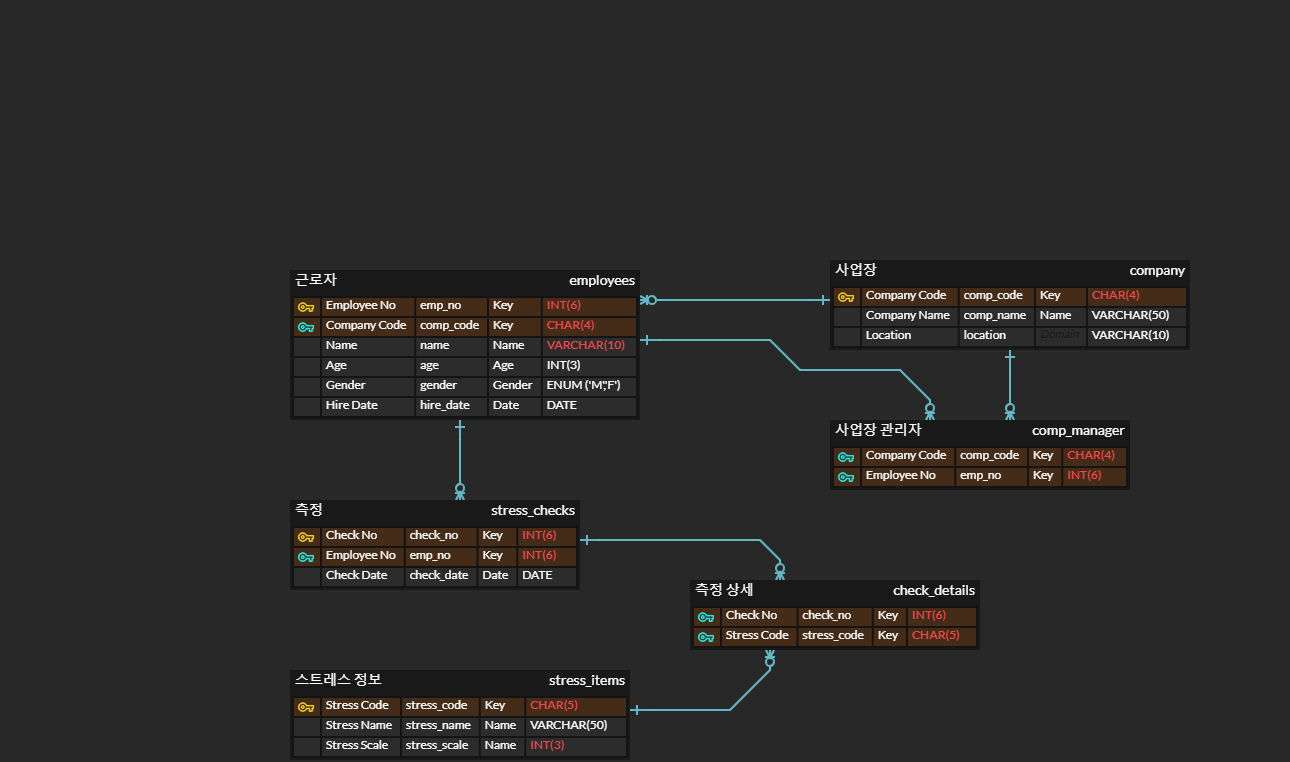 근로자 employees
Employee No emp_no Key INT(6)
Company Code comp_code Key CHAR(4)
Name name Name VARCHAR(10)
Age age Age INT(3)
Gender gender Gender ENUM ('M','F')
Hire Date hire_date Date DATE
사업장 company
Company Code comp_code Key CHAR(4)
Company Name comp_name Name VARCHAR(50)
Location location Domain VARCHAR(10)
사업장 관리자 comp_manager
Company Code comp_code Key CHAR(4)
Employee No emp_no Key INT(6)
측정 stress_checks
Check No check_no Key INT(6)
Employee No emp_no Key INT(6)
Check Date check_date Date DATE
측정 상세 check_details
Check No check_no Key INT(6)
Stress Code stress_code Key CHAR(5)
스트레스 정보 stress_items
Stress Code stress_code Key CHAR(5)
Stress Name stress_name Name VARCHAR(50)
Stress Scale stress_scale Name INT(3)